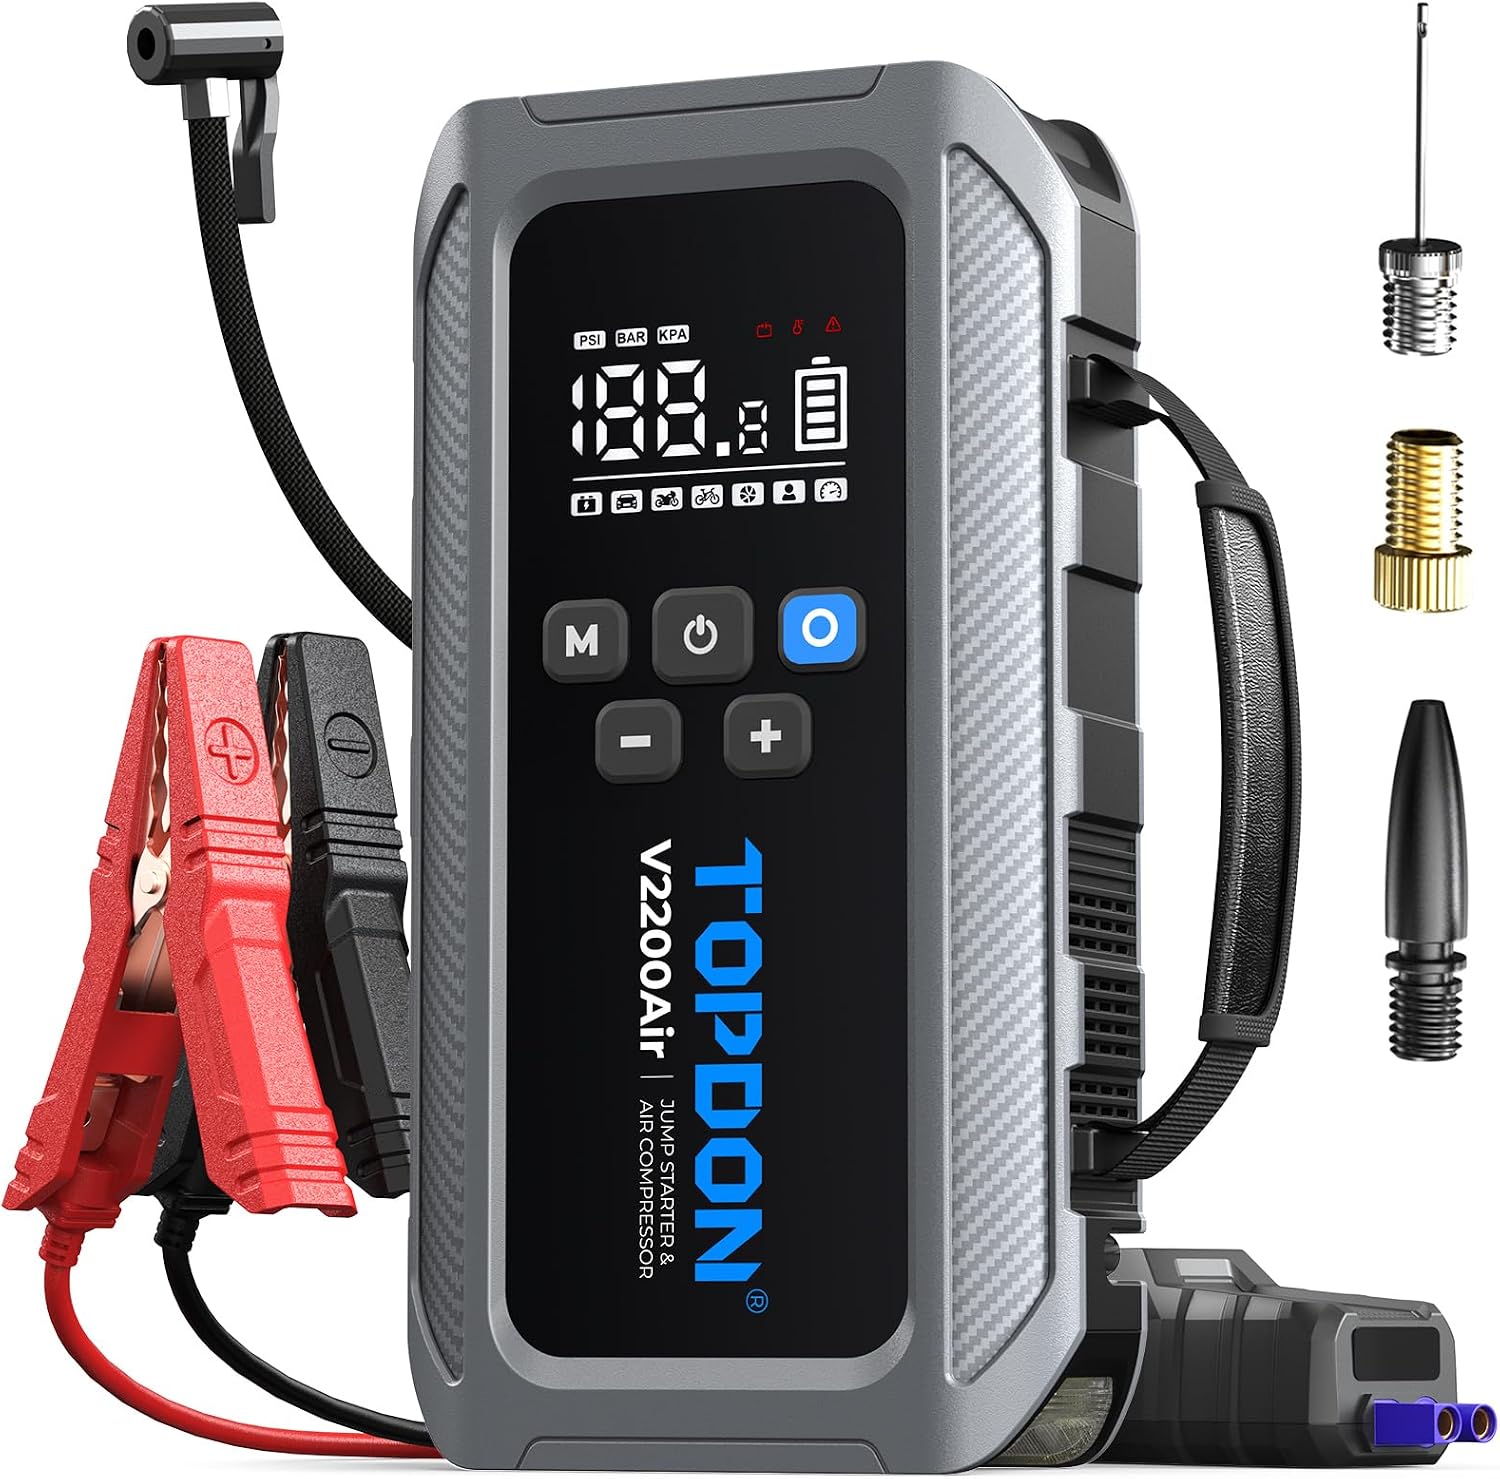 PSI BAR KPA
188.8
M
- +
TOPDON®
V2200Air | JUMP STARTER &
AIR COMPRESSOR